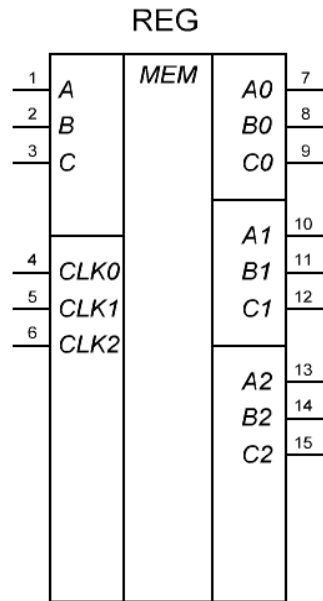 REG
MEM
1 A
2 B
3 C
4 CLK0
5 CLK1
6 CLK2
A0 7
B0 8
C0 9
A1 10
B1 11
C1 12
A2 13
B2 14
C2 15